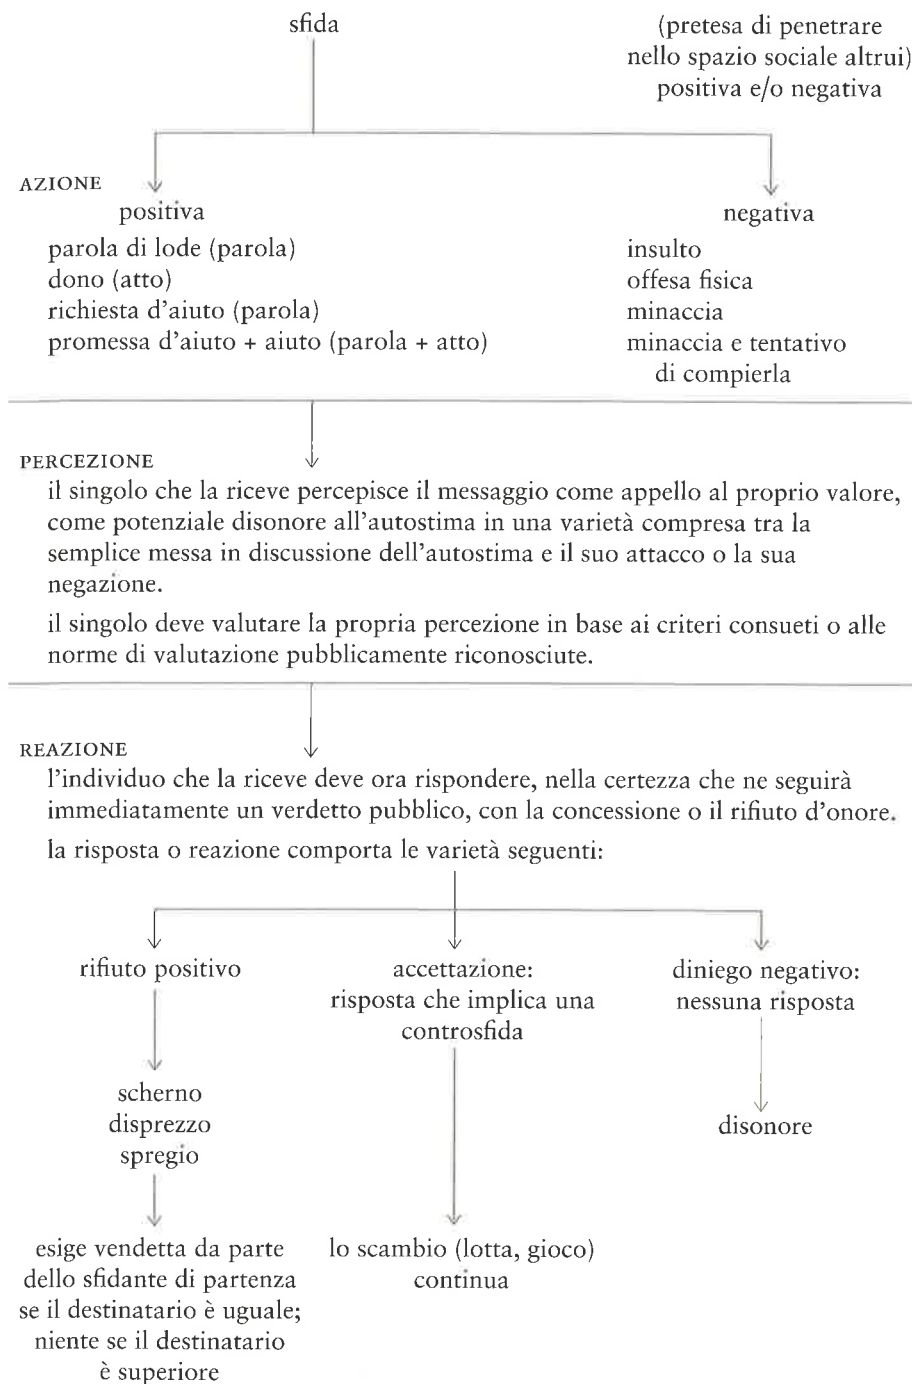 sfida
(pretesa di penetrare
nello spazio sociale altrui)
positiva e/o negativa
AZIONE
positiva
parola di lode (parola)
dono (atto)
richiesta d'aiuto (parola)
promessa d'aiuto + aiuto (parola + atto)
negativa
insulto
offesa fisica
minaccia
minaccia e tentativo
di compierla
PERCEZIONE
il singolo che la riceve percepisce il messaggio come appello al proprio valore,
come potenziale disonore all'autostima in una varietà compresa tra la
semplice messa in discussione dell'autostima e il suo attacco o la sua
negazione.
il singolo deve valutare la propria percezione in base ai criteri consueti o alle
norme di valutazione pubblicamente riconosciute.
REAZIONE
l'individuo che la riceve deve ora rispondere, nella certezza che ne seguirà
immediatamente un verdetto pubblico, con la concessione o il rifiuto d'onore.
la risposta o reazione comporta le varietà seguenti:
rifiuto positivo
scherno
disprezzo
spregio
esige vendetta da parte
dello sfidante di partenza
se il destinatario è uguale;
niente se il destinatario
è superiore
accettazione:
risposta che implica una
controsfida
lo scambio (lotta, gioco)
continua
diniego negativo:
nessuna risposta
disonore